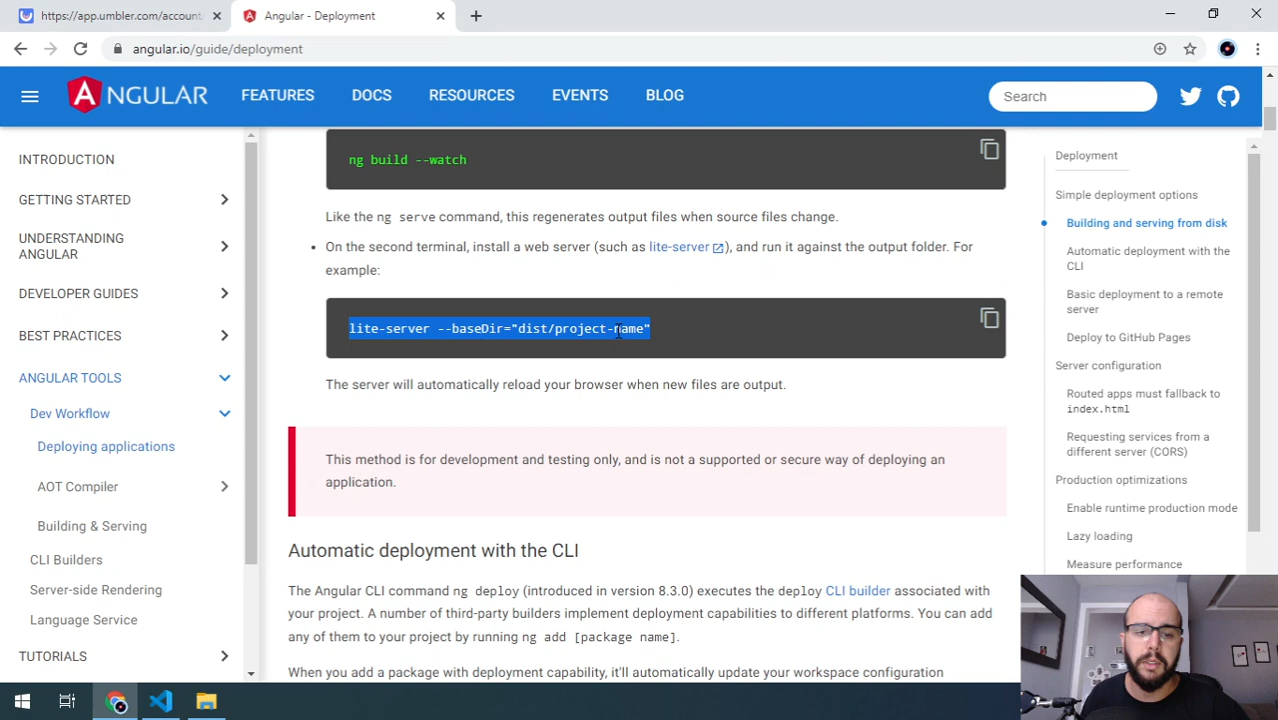 https://app.umbler.com/account
Angular - Deployment
angular.io/guide/deployment
ANGULAR
FEATURES
DOCS
RESOURCES
EVENTS
BLOG
Search
INTRODUCTION
GETTING STARTED
UNDERSTANDING
ANGULAR
DEVELOPER GUIDES
BEST PRACTICES
ANGULAR TOOLS
Dev Workflow
Deploying applications
AOT Compiler
Building & Serving
CLI Builders
Server-side Rendering
Language Service
TUTORIALS
ng build --watch
Like the ng serve command, this regenerates output files when source files change.
• On the second terminal, install a web server (such as lite-server), and run it against the output folder. For
example:
lite-server --baseDir="dist/project-name"
The server will automatically reload your browser when new files are output.
This method is for development and testing only, and is not a supported or secure way of deploying an
application.
Automatic deployment with the CLI
The Angular CLI command ng deploy (introduced in version 8.3.0) executes the deploy CLI builder associated with
your project. A number of third-party builders implement deployment capabilities to different platforms. You can add
any of them to your project by running ng add [package name].
When you add a package with deployment capability, it'll automatically update your workspace configuration
Deployment
Simple deployment options
Building and serving from disk
Automatic deployment with the
CLI
Basic deployment to a remote
server
Deploy to GitHub Pages
Server configuration
Routed apps must fallback to
index.html
Requesting services from a
different server (CORS)
Production optimizations
Enable runtime production mode
Lazy loading
Measure performance